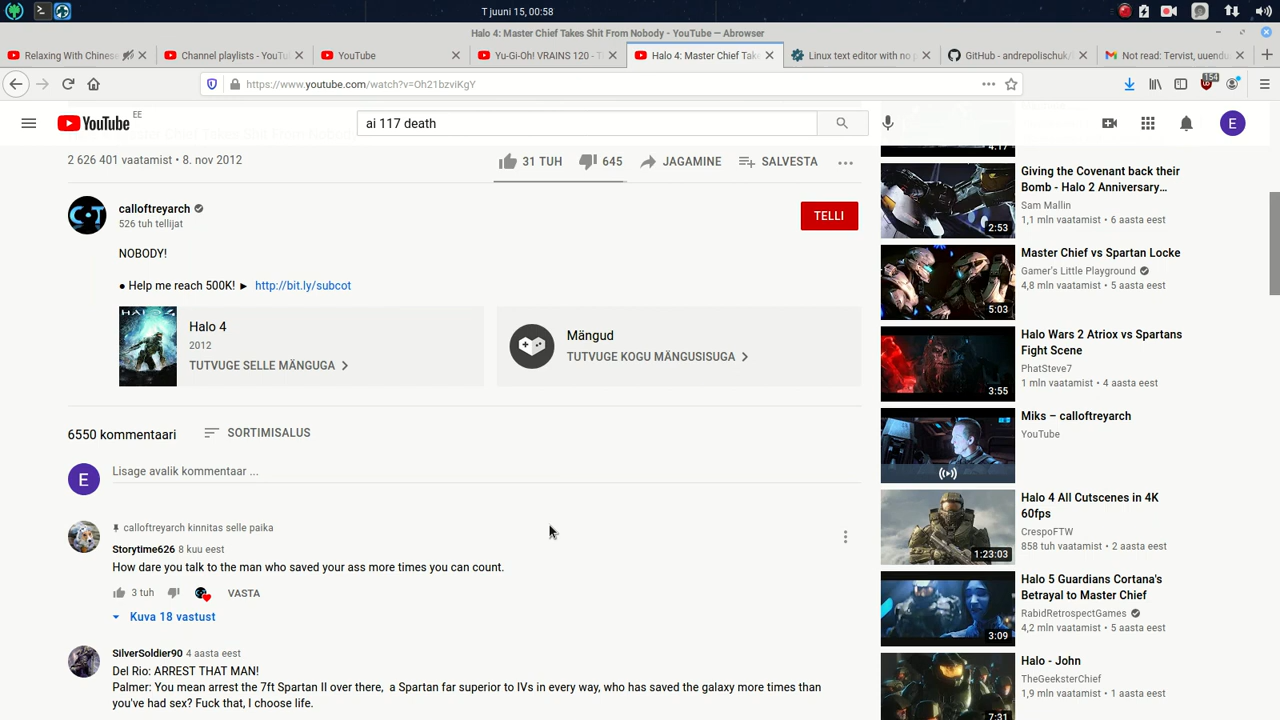 T juuni 15, 00:58
Halo 4: Master Chief Takes Shit From Nobody - YouTube — Abrowser
Relaxing With Chinese
Channel playlists - YouTu
YouTube
Yu-Gi-Oh! VRAINS 120 - T
Halo 4: Master Chief Tak
Linux text editor with no
GitHub - andrepolischuk/
Not read: Tervist, uuendu
https://www.youtube.com/watch?v=Oh21bzviKgY
154
YouTube EE
ai 117 death
E
2 626 401 vaatamist • 8. nov 2012
31 TUH
645
JAGAMINE
SALVESTA
calloftreyarch
526 tuh tellijat
TELLI
NOBODY!
● Help me reach 500K! ► http://bit.ly/subcot
HALO 4
Halo 4
2012
TUTVUGE SELLE MÄNGUGA
Mängud
TUTVUGE KOGU MÄNGUSISUGA
6550 kommentaari
SORTIMISALUS
E
Lisage avalik kommentaar ...
calloftreyarch kinnitas selle paika
Storytime626 8 kuu eest
How dare you talk to the man who saved your ass more times you can count.
3 tuh
VASTA
Kuva 18 vastust
SilverSoldier90 4 aasta eest
Del Rio: ARREST THAT MAN!
Palmer: You mean arrest the 7ft Spartan II over there,  a Spartan far superior to IVs in every way, who has saved the galaxy more times than
you've had sex? Fuck that, I choose life.
4:17
Giving the Covenant back their
Bomb - Halo 2 Anniversary...
Sam Mallin
1,1 mln vaatamist • 6 aasta eest
2:53
Master Chief vs Spartan Locke
Gamer's Little Playground
4,8 mln vaatamist • 5 aasta eest
5:03
Halo Wars 2 Atriox vs Spartans
Fight Scene
PhatSteve7
1 mln vaatamist • 4 aasta eest
3:55
Miks – calloftreyarch
YouTube
Halo 4 All Cutscenes in 4K
60fps
CrespoFTW
858 tuh vaatamist • 2 aasta eest
1:23:03
Halo 5 Guardians Cortana's
Betrayal to Master Chief
RabidRetrospectGames
4,2 mln vaatamist • 5 aasta eest
3:09
Halo - John
TheGeeksterChief
1,9 mln vaatamist • 1 aasta eest
7:31